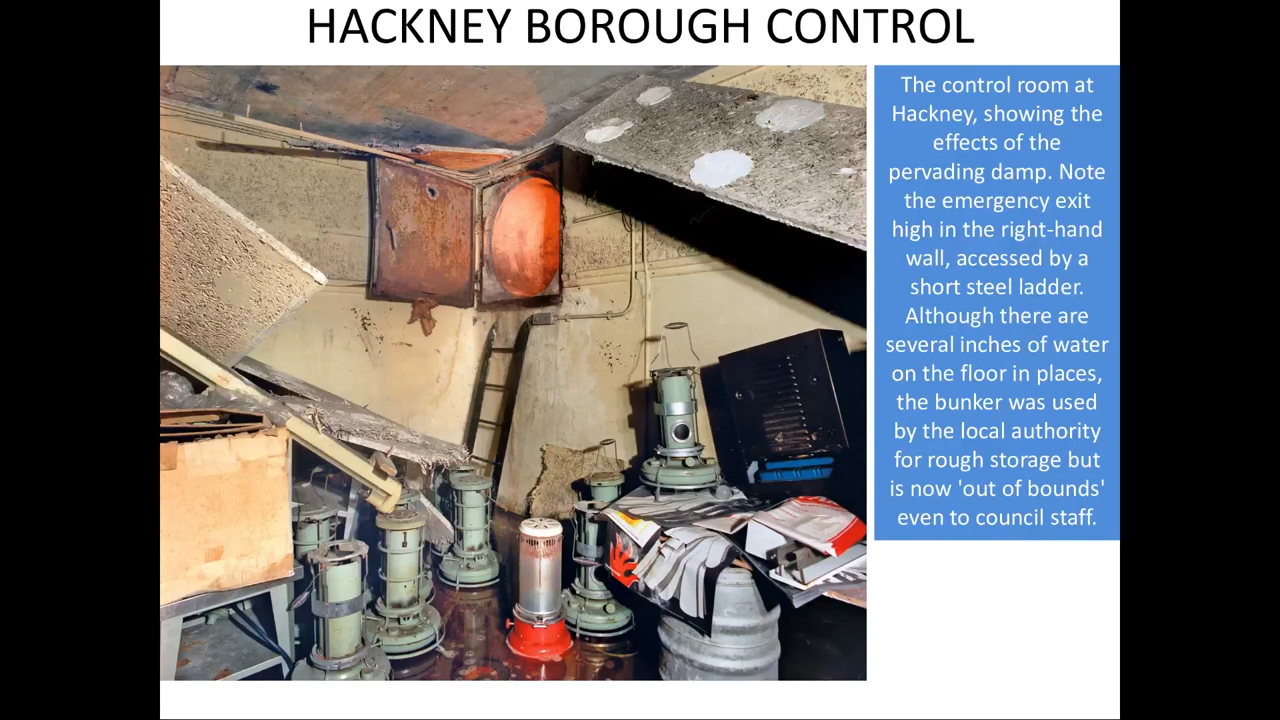 HACKNEY BOROUGH CONTROL
The control room at
Hackney, showing the
effects of the
pervading damp. Note
the emergency exit
high in the right-hand
wall, accessed by a
short steel ladder.
Although there are
several inches of water
on the floor in places,
the bunker was used
by the local authority
for rough storage but
is now 'out of bounds'
even to council staff.